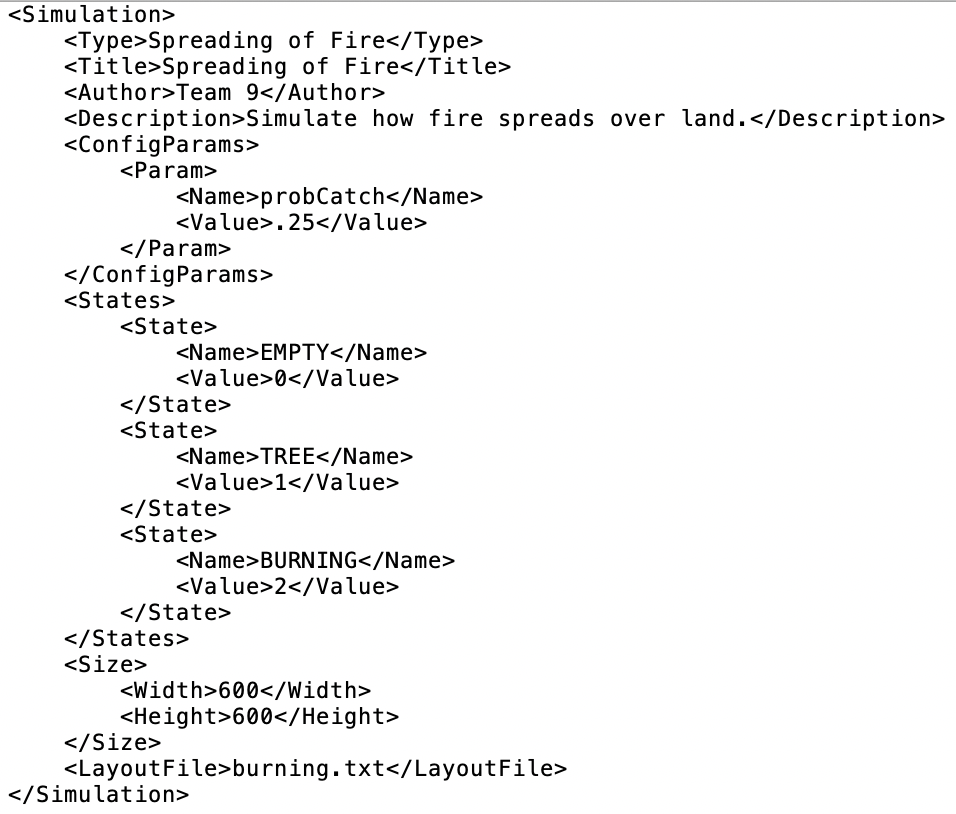 <Simulation>
    <Type>Spreading of Fire</Type>
    <Title>Spreading of Fire</Title>
    <Author>Team 9</Author>
    <Description>Simulate how fire spreads over land.</Description>
    <ConfigParams>
        <Param>
            <Name>probCatch</Name>
            <Value>.25</Value>
        </Param>
    </ConfigParams>
    <States>
        <State>
            <Name>EMPTY</Name>
            <Value>0</Value>
        </State>
        <State>
            <Name>TREE</Name>
            <Value>1</Value>
        </State>
        <State>
            <Name>BURNING</Name>
            <Value>2</Value>
        </State>
    </States>
    <Size>
        <Width>600</Width>
        <Height>600</Height>
    </Size>
    <LayoutFile>burning.txt</LayoutFile>
</Simulation>